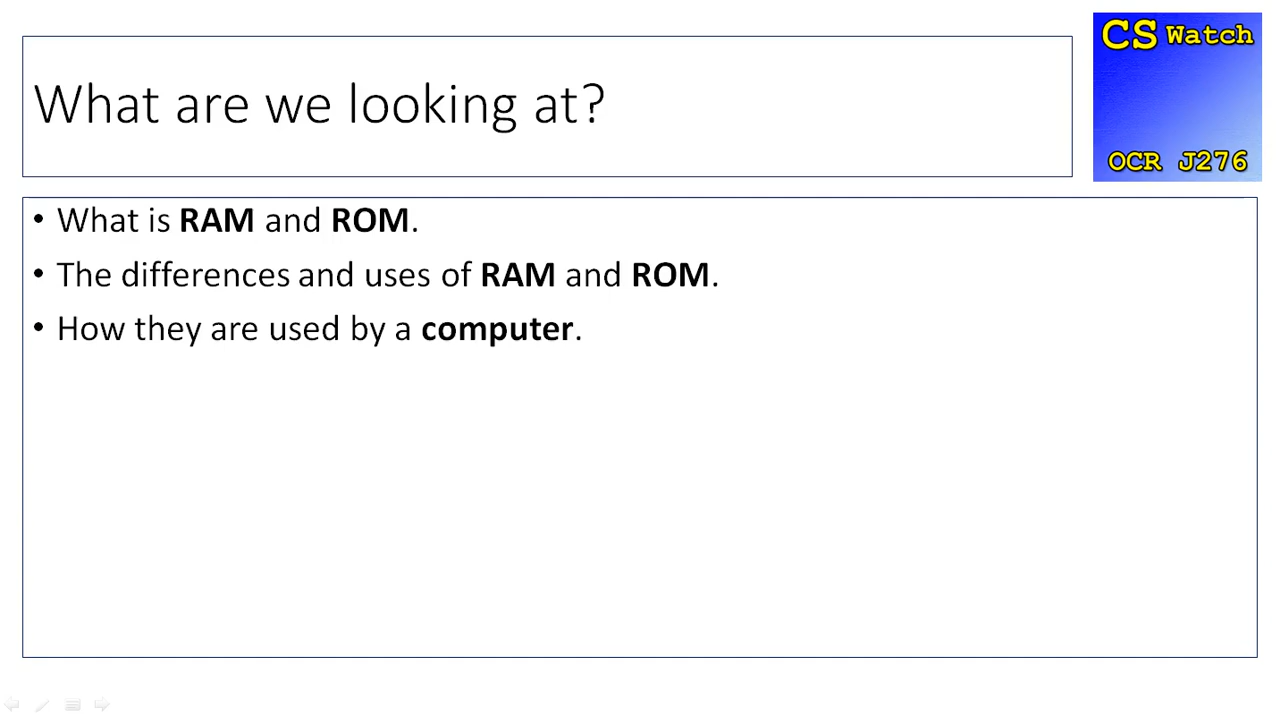 CS Watch
OCR J276
What are we looking at?
• What is RAM and ROM.
• The differences and uses of RAM and ROM.
• How they are used by a computer.